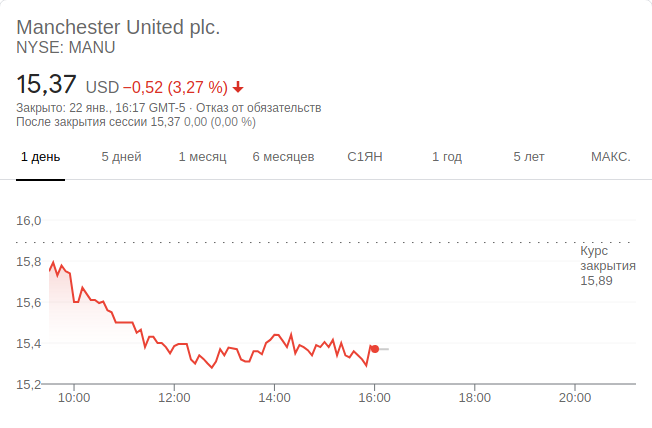 Manchester United plc.
NYSE: MANU
15,37 USD −0,52 (3,27 %)
Закрыто: 22 янв., 16:17 GMT-5 · Отказ от обязательств
После закрытия сессии 15,37 0,00 (0,00 %)
1 день 5 дней 1 месяц 6 месяцев С1ЯН 1 год 5 лет МАКС.
16,0
Курс
15,8 закрытия
15,89
15,6
15,4
15,2
10:00 12:00 14:00 16:00 18:00 20:00